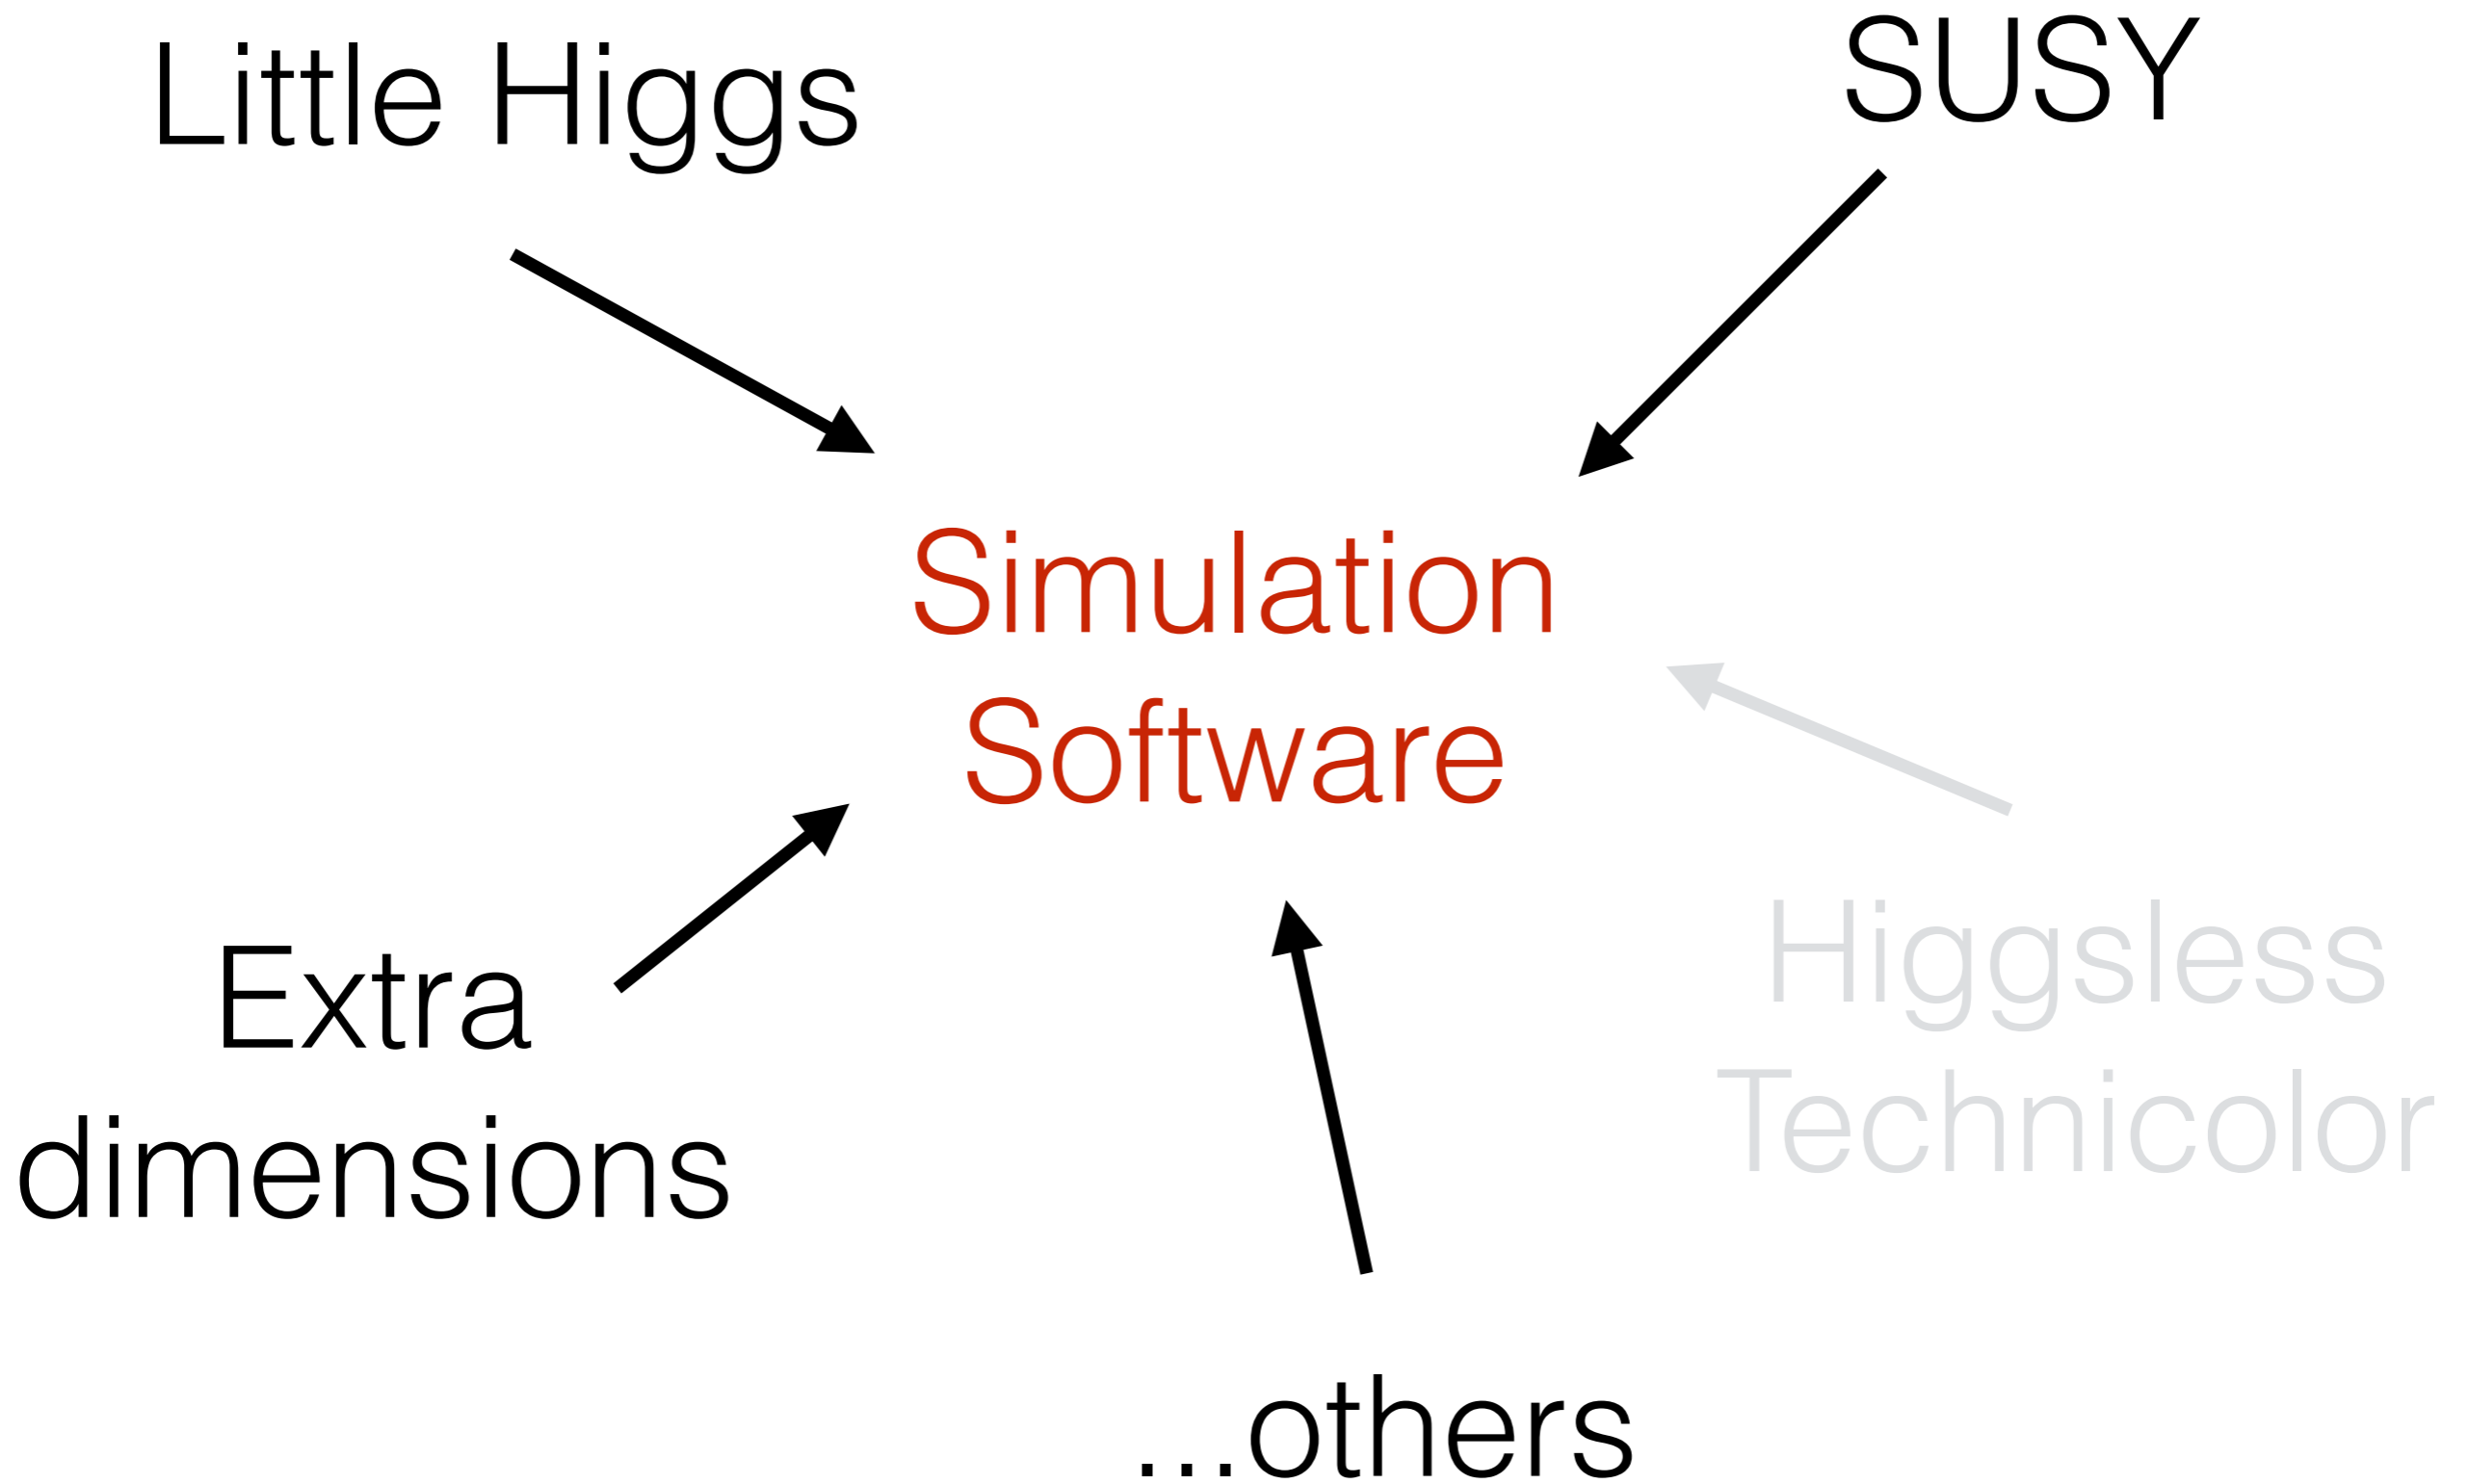 Little Higgs
SUSY
Simulation
Software
Extra
dimensions
Higgsless
Technicolor
...others